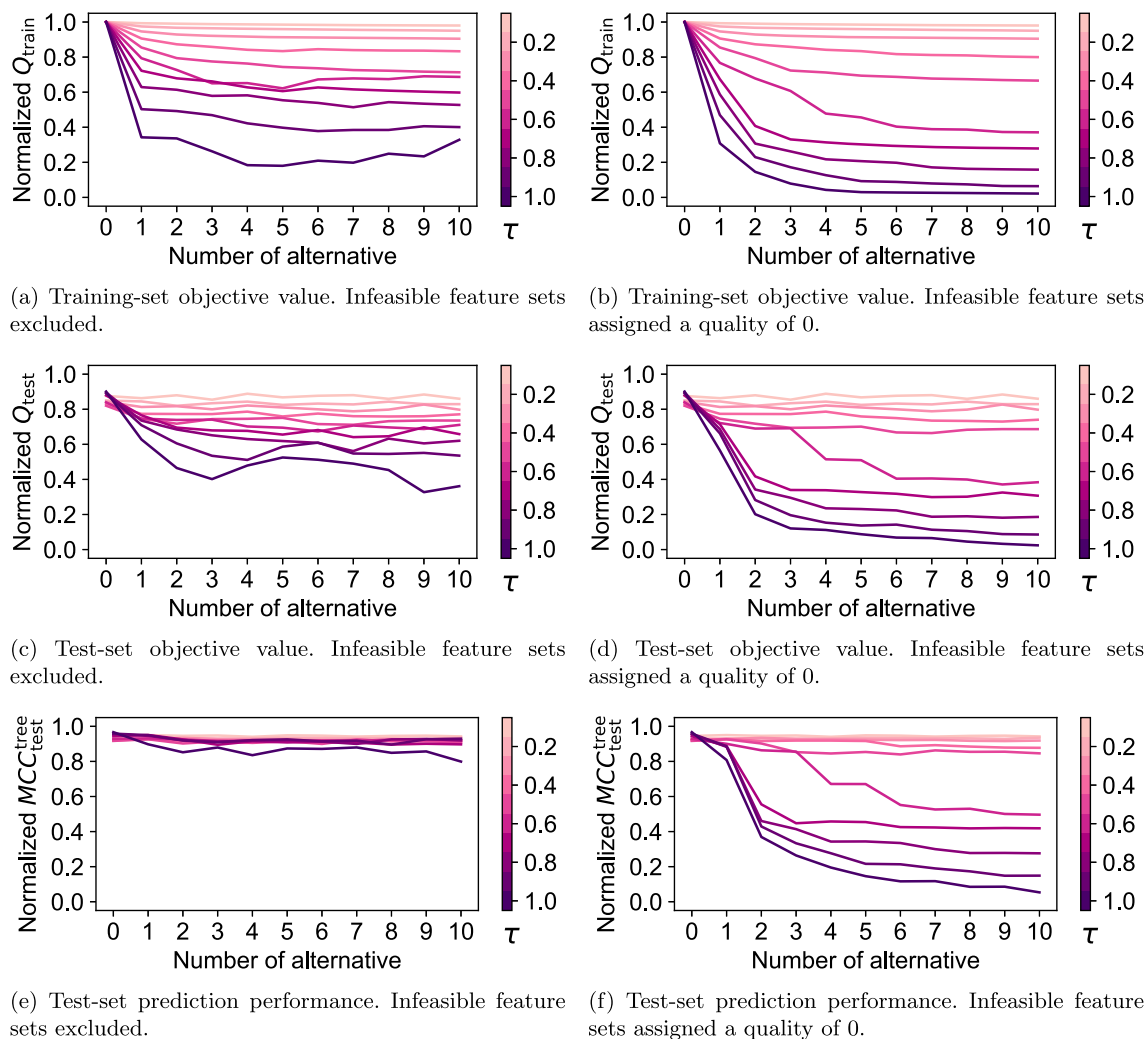 1.0
0.8
0.6
0.4
0.2
0.0
Normalized Q_train
0 1 2 3 4 5 6 7 8 9 10
Number of alternative
0.2
0.4
0.6
0.8
1.0
τ
(a) Training-set objective value. Infeasible feature sets
excluded.
1.0
0.8
0.6
0.4
0.2
0.0
Normalized Q_train
0 1 2 3 4 5 6 7 8 9 10
Number of alternative
0.2
0.4
0.6
0.8
1.0
τ
(b) Training-set objective value. Infeasible feature sets
assigned a quality of 0.
1.0
0.8
0.6
0.4
0.2
0.0
Normalized Q_test
0 1 2 3 4 5 6 7 8 9 10
Number of alternative
0.2
0.4
0.6
0.8
1.0
τ
(c) Test-set objective value. Infeasible feature sets
excluded.
1.0
0.8
0.6
0.4
0.2
0.0
Normalized Q_test
0 1 2 3 4 5 6 7 8 9 10
Number of alternative
0.2
0.4
0.6
0.8
1.0
τ
(d) Test-set objective value. Infeasible feature sets
assigned a quality of 0.
1.0
0.8
0.6
0.4
0.2
0.0
Normalized MCC^tree_test
0 1 2 3 4 5 6 7 8 9 10
Number of alternative
0.2
0.4
0.6
0.8
1.0
τ
(e) Test-set prediction performance. Infeasible feature
sets excluded.
1.0
0.8
0.6
0.4
0.2
0.0
Normalized MCC^tree_test
0 1 2 3 4 5 6 7 8 9 10
Number of alternative
0.2
0.4
0.6
0.8
1.0
τ
(f) Test-set prediction performance. Infeasible feature
sets assigned a quality of 0.